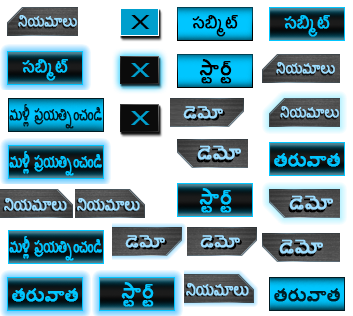 నియమాలు X సబ్మిట్ సబ్మిట్
సబ్మిట్ X స్టార్ట్ నియమాలు
మళ్లీ ప్రయత్నించండి X డెమో నియమాలు
మళ్లీ ప్రయత్నించండి డెమో తరువాత
నియమాలు నియమాలు స్టార్ట్ డెమో
మళ్లీ ప్రయత్నించండి డెమో డెమో డెమో
తరువాత స్టార్ట్ నియమాలు తరువాత